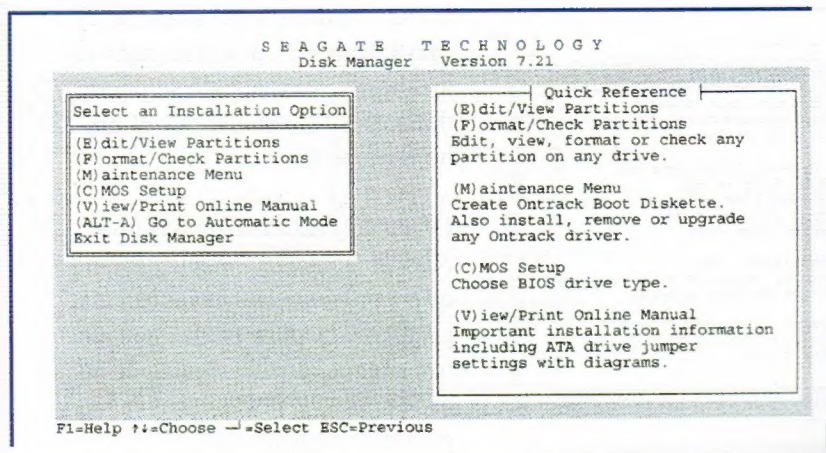 S E A G A T E   T E C H N O L O G Y
Disk Manager   Version 7.21
Select an Installation Option
(E)dit/View Partitions
(F)ormat/Check Partitions
(M)aintenance Menu
(C)MOS Setup
(V)iew/Print Online Manual
(ALT-A) Go to Automatic Mode
Exit Disk Manager
Quick Reference
(E)dit/View Partitions
(F)ormat/Check Partitions
Edit, view, format or check any
partition on any drive.
(M)aintenance Menu
Create Ontrack Boot Diskette.
Also install, remove or upgrade
any Ontrack driver.
(C)MOS Setup
Choose BIOS drive type.
(V)iew/Print Online Manual
Important installation information
including ATA drive jumper
settings with diagrams.
F1=Help ↑↓=Choose ─┘=Select ESC=Previous